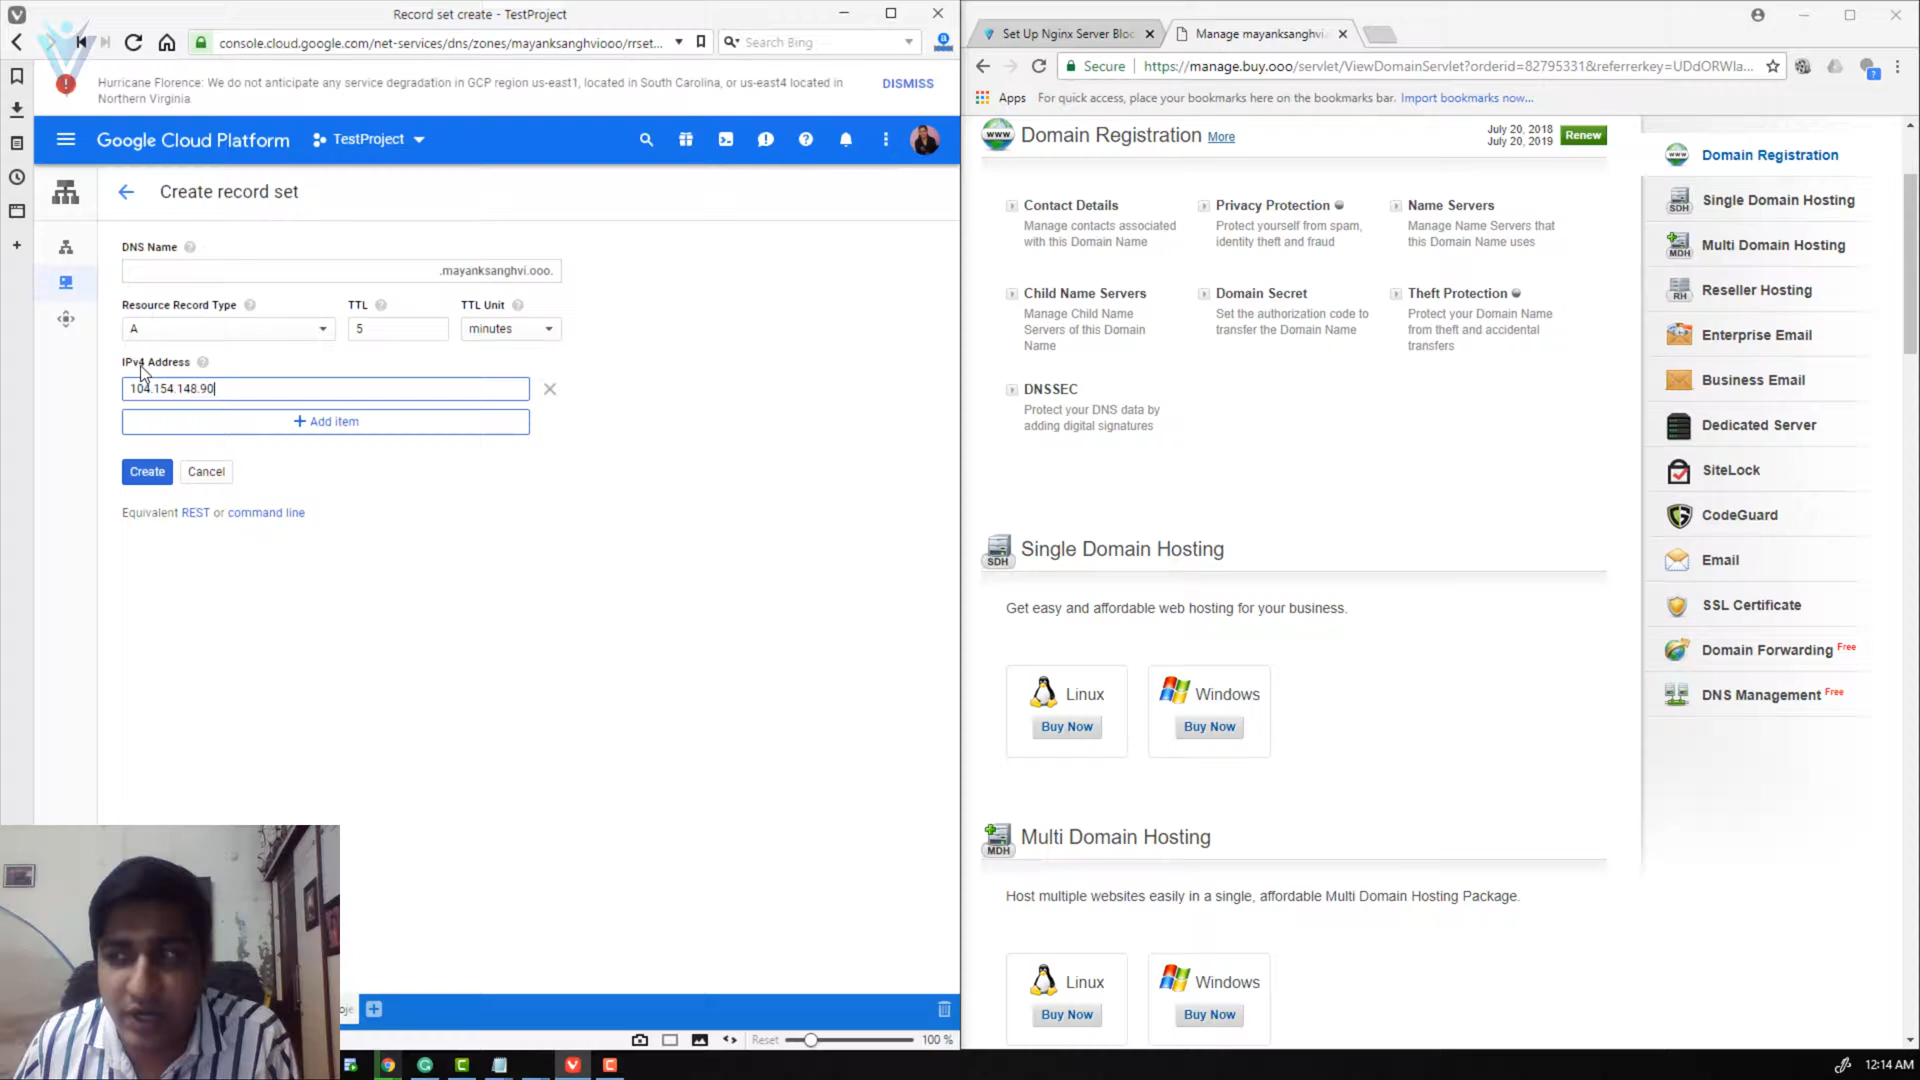 Record set create - TestProject
console.cloud.google.com/net-services/dns/zones/mayanksanghviooo/rrset...
Search Bing
Hurricane Florence: We do not anticipate any service degradation in GCP region us-east1, located in South Carolina, or us-east4 located in
Northern Virginia.
DISMISS
Google Cloud Platform
TestProject
Create record set
DNS Name
.mayanksanghvi.ooo.
Resource Record Type
TTL
TTL Unit
A
5
minutes
IPv4 Address
104.154.148.90
Add item
Create
Cancel
Equivalent REST or command line
Reset
100 %
Set Up Nginx Server Bloc
Manage mayanksanghvi
Secure
https://manage.buy.ooo/servlet/ViewDomainServlet?orderid=82795331&referrerkey=UDdORWla...
Apps
For quick access, place your bookmarks here on the bookmarks bar. Import bookmarks now...
www
Domain Registration More
July 20, 2018
July 20, 2019
Renew
Contact Details
Manage contacts associated
with this Domain Name
Privacy Protection
Protect yourself from spam,
identity theft and fraud
Name Servers
Manage Name Servers that
this Domain Name uses
Child Name Servers
Manage Child Name
Servers of this Domain
Name
Domain Secret
Set the authorization code to
transfer the Domain Name
Theft Protection
Protect your Domain Name
from theft and accidental
transfers
DNSSEC
Protect your DNS data by
adding digital signatures
SDH
Single Domain Hosting
Get easy and affordable web hosting for your business.
Linux
Buy Now
Windows
Buy Now
MDH
Multi Domain Hosting
Host multiple websites easily in a single, affordable Multi Domain Hosting Package.
Linux
Buy Now
Windows
Buy Now
www
Domain Registration
SDH
Single Domain Hosting
MDH
Multi Domain Hosting
RH
Reseller Hosting
Enterprise Email
Business Email
Dedicated Server
SiteLock
CodeGuard
Email
SSL Certificate
Domain Forwarding Free
DNS Management Free
12:14 AM